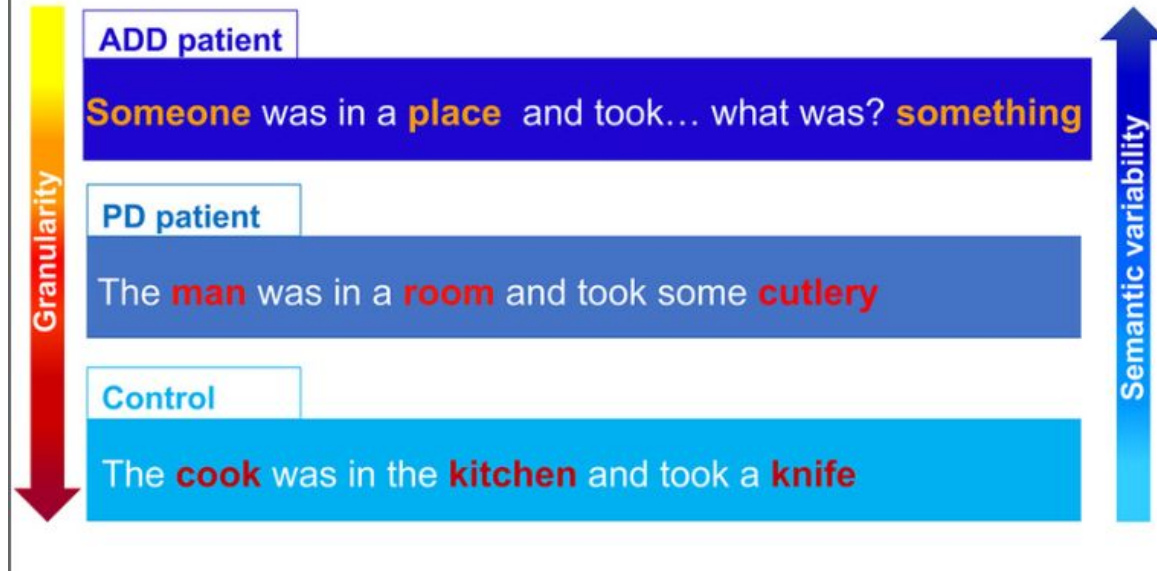 ADD patient
Someone was in a place and took... what was? something
PD patient
The man was in a room and took some cutlery
Control
The cook was in the kitchen and took a knife
Granularity
Semantic variability